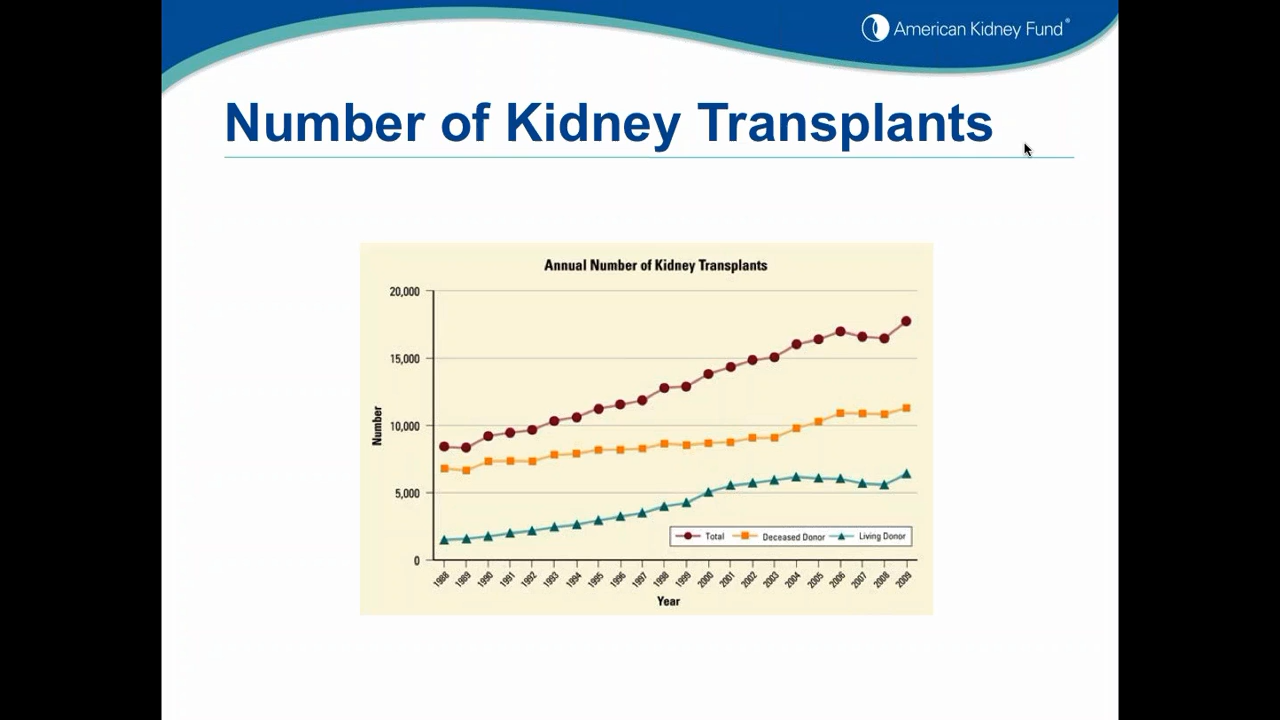 American Kidney Fund®
Number of Kidney Transplants
Annual Number of Kidney Transplants
20,000
15,000
10,000
5,000
0
Number
Total
Deceased Donor
Living Donor
1988 1989 1990 1991 1992 1993 1994 1995 1996 1997 1998 1999 2000 2001 2002 2003 2004 2005 2006 2007 2008 2009
Year